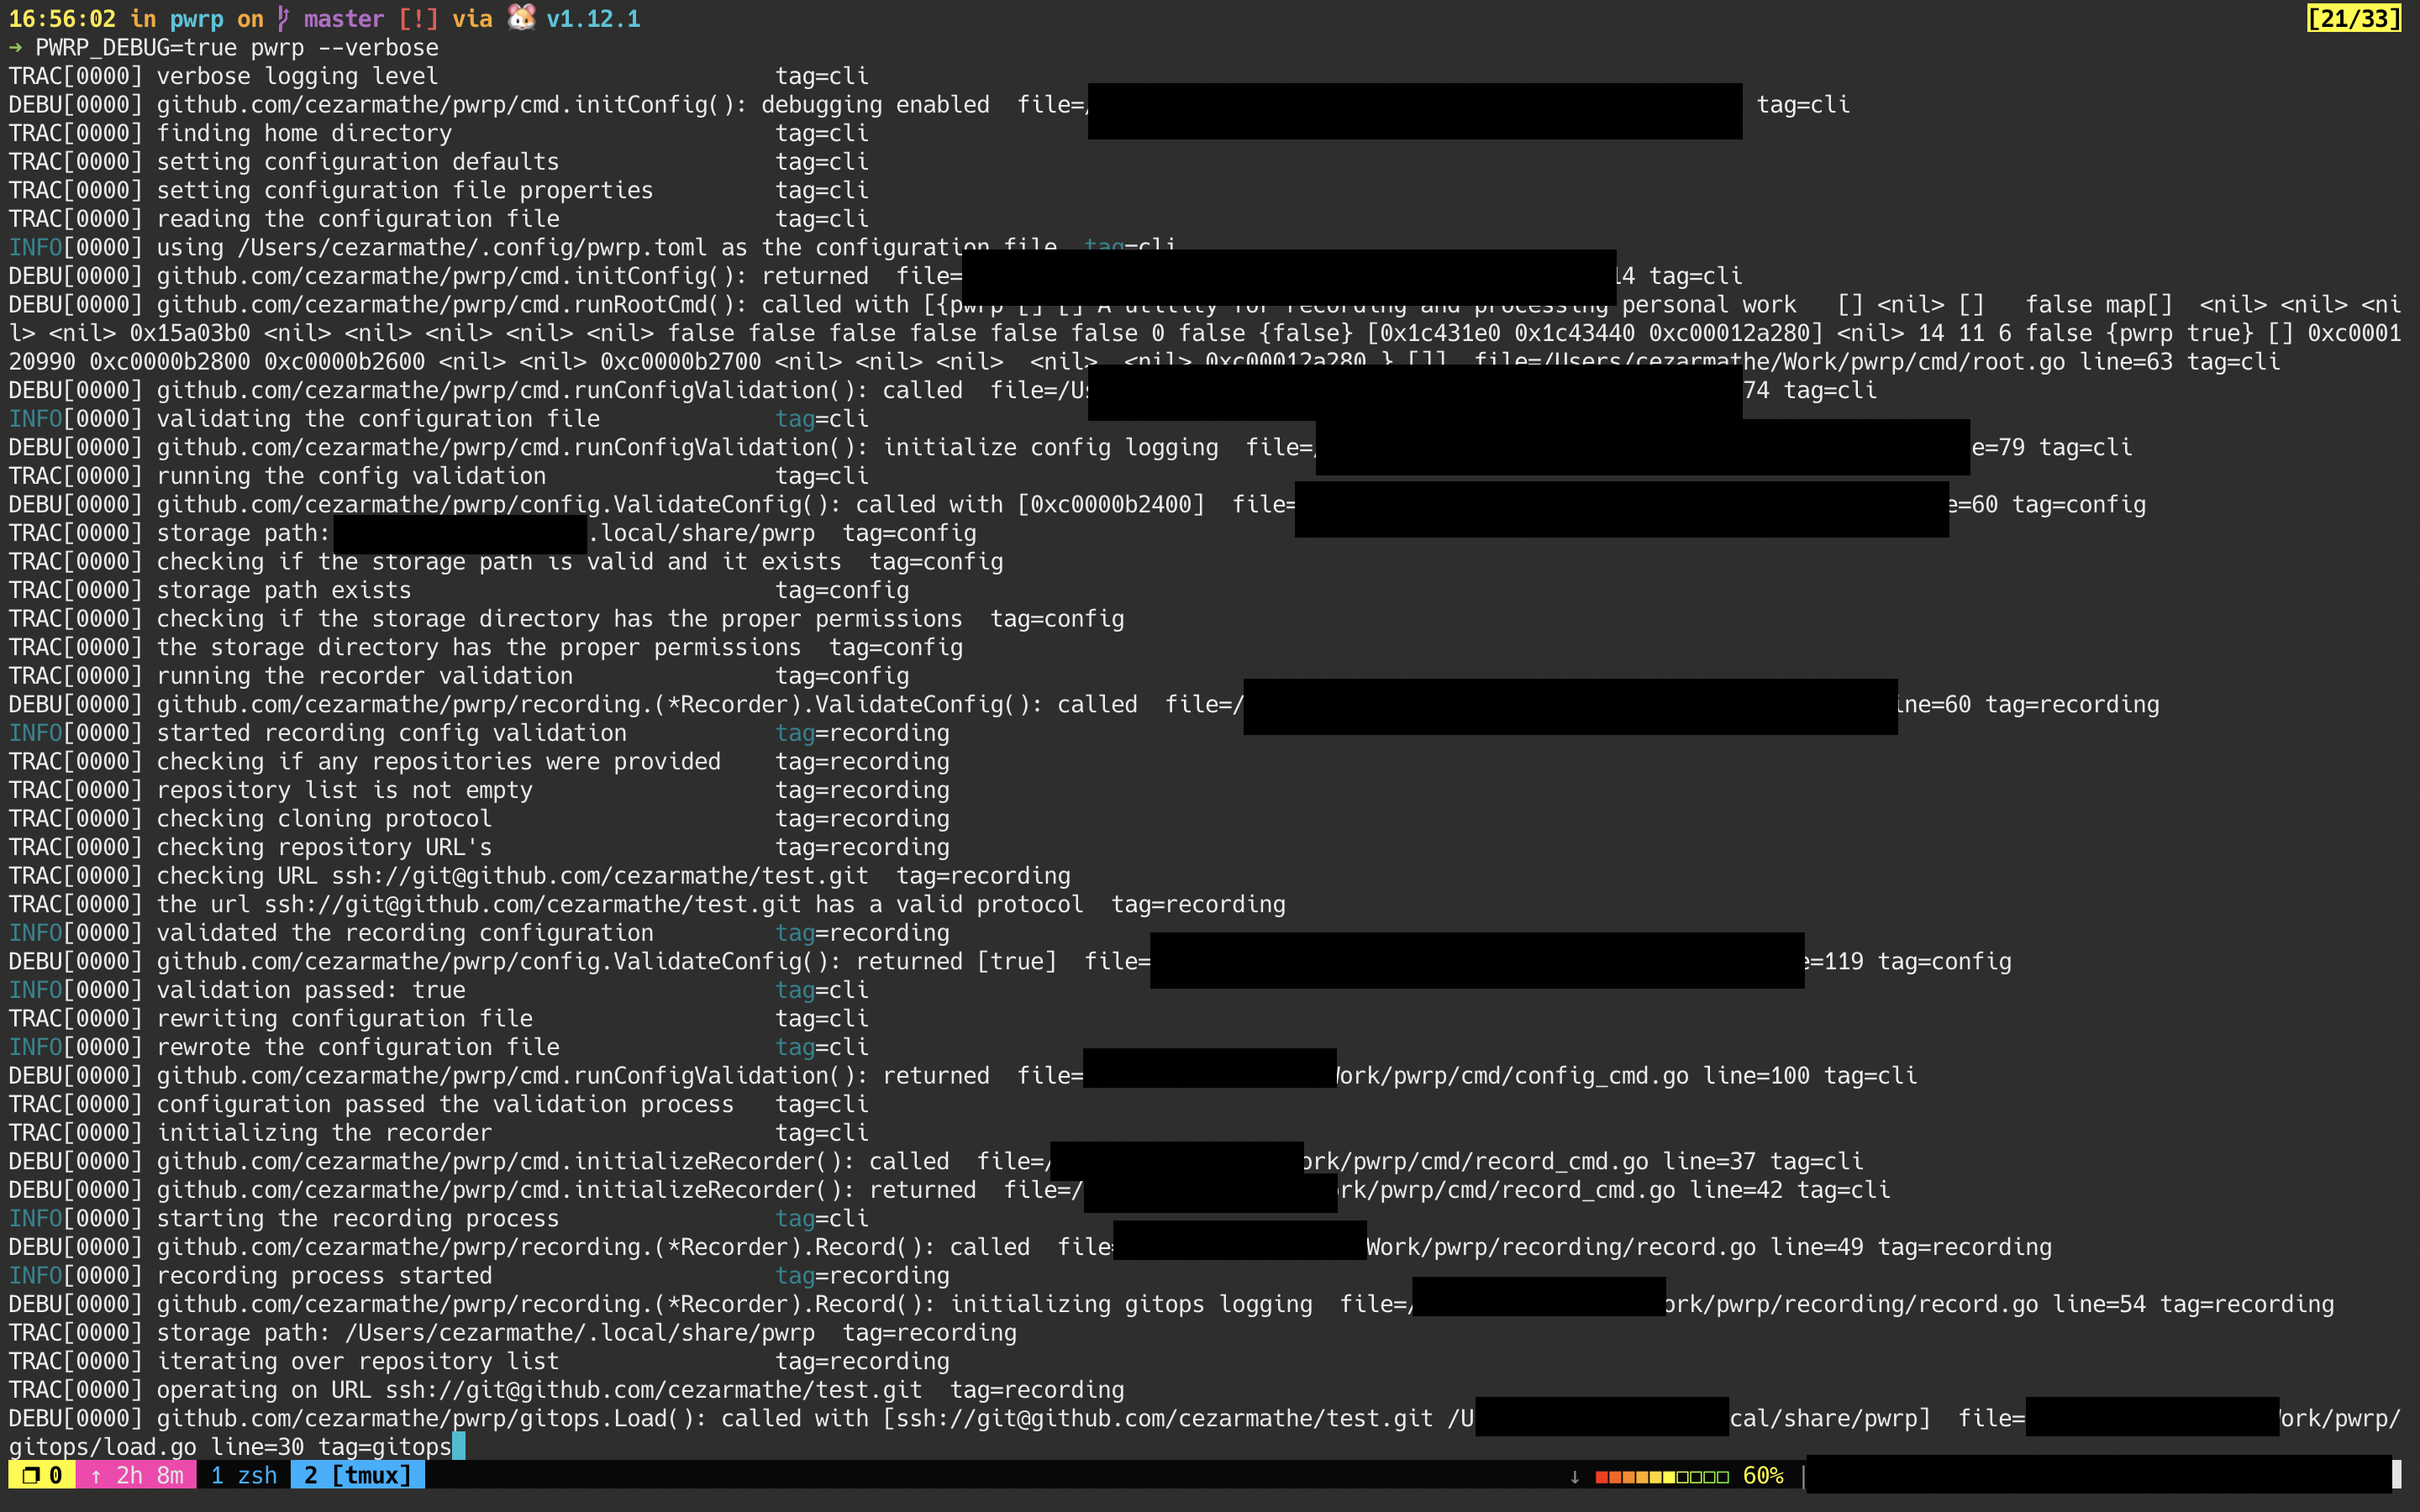 16:56:02 in pwrp on master [!] via 🐹 v1.12.1 [21/33]
➜ PWRP_DEBUG=true pwrp --verbose
TRAC[0000] verbose logging level tag=cli
DEBU[0000] github.com/cezarmathe/pwrp/cmd.initConfig(): debugging enabled file=/ tag=cli
TRAC[0000] finding home directory tag=cli
TRAC[0000] setting configuration defaults tag=cli
TRAC[0000] setting configuration file properties tag=cli
TRAC[0000] reading the configuration file tag=cli
INFO[0000] using /Users/cezarmathe/.config/pwrp.toml as the configuration file tag=cli
DEBU[0000] github.com/cezarmathe/pwrp/cmd.initConfig(): returned file= 14 tag=cli
DEBU[0000] github.com/cezarmathe/pwrp/cmd.runRootCmd(): called with [{pwrp [] [] A utility for recording and processing personal work [] <nil> [] false map[] <nil> <nil> <ni
l> <nil> 0x15a03b0 <nil> <nil> <nil> <nil> <nil> false false false false false false 0 false {false} [0x1c431e0 0x1c43440 0xc00012a280] <nil> 14 11 6 false {pwrp true} [] 0xc0001
20990 0xc0000b2800 0xc0000b2600 <nil> <nil> 0xc0000b2700 <nil> <nil> <nil> <nil> <nil> 0xc00012a280 } []] file=/Users/cezarmathe/Work/pwrp/cmd/root.go line=63 tag=cli
DEBU[0000] github.com/cezarmathe/pwrp/cmd.runConfigValidation(): called file=/Us 74 tag=cli
INFO[0000] validating the configuration file tag=cli
DEBU[0000] github.com/cezarmathe/pwrp/cmd.runConfigValidation(): initialize config logging file=/ e=79 tag=cli
TRAC[0000] running the config validation tag=cli
DEBU[0000] github.com/cezarmathe/pwrp/config.ValidateConfig(): called with [0xc0000b2400] file= e=60 tag=config
TRAC[0000] storage path: .local/share/pwrp tag=config
TRAC[0000] checking if the storage path is valid and it exists tag=config
TRAC[0000] storage path exists tag=config
TRAC[0000] checking if the storage directory has the proper permissions tag=config
TRAC[0000] the storage directory has the proper permissions tag=config
TRAC[0000] running the recorder validation tag=config
DEBU[0000] github.com/cezarmathe/pwrp/recording.(*Recorder).ValidateConfig(): called file=/ ine=60 tag=recording
INFO[0000] started recording config validation tag=recording
TRAC[0000] checking if any repositories were provided tag=recording
TRAC[0000] repository list is not empty tag=recording
TRAC[0000] checking cloning protocol tag=recording
TRAC[0000] checking repository URL's tag=recording
TRAC[0000] checking URL ssh://git@github.com/cezarmathe/test.git tag=recording
TRAC[0000] the url ssh://git@github.com/cezarmathe/test.git has a valid protocol tag=recording
INFO[0000] validated the recording configuration tag=recording
DEBU[0000] github.com/cezarmathe/pwrp/config.ValidateConfig(): returned [true] file= e=119 tag=config
INFO[0000] validation passed: true tag=cli
TRAC[0000] rewriting configuration file tag=cli
INFO[0000] rewrote the configuration file tag=cli
DEBU[0000] github.com/cezarmathe/pwrp/cmd.runConfigValidation(): returned file= ork/pwrp/cmd/config_cmd.go line=100 tag=cli
TRAC[0000] configuration passed the validation process tag=cli
TRAC[0000] initializing the recorder tag=cli
DEBU[0000] github.com/cezarmathe/pwrp/cmd.initializeRecorder(): called file=/ ork/pwrp/cmd/record_cmd.go line=37 tag=cli
DEBU[0000] github.com/cezarmathe/pwrp/cmd.initializeRecorder(): returned file=/ rk/pwrp/cmd/record_cmd.go line=42 tag=cli
INFO[0000] starting the recording process tag=cli
DEBU[0000] github.com/cezarmathe/pwrp/recording.(*Recorder).Record(): called file= Work/pwrp/recording/record.go line=49 tag=recording
INFO[0000] recording process started tag=recording
DEBU[0000] github.com/cezarmathe/pwrp/recording.(*Recorder).Record(): initializing gitops logging file=/ ork/pwrp/recording/record.go line=54 tag=recording
TRAC[0000] storage path: /Users/cezarmathe/.local/share/pwrp tag=recording
TRAC[0000] iterating over repository list tag=recording
TRAC[0000] operating on URL ssh://git@github.com/cezarmathe/test.git tag=recording
DEBU[0000] github.com/cezarmathe/pwrp/gitops.Load(): called with [ssh://git@github.com/cezarmathe/test.git /U cal/share/pwrp] file= ork/pwrp/
gitops/load.go line=30 tag=gitops
❐ 0 ↑ 2h 8m 1 zsh 2 [tmux] ↓ 60% |